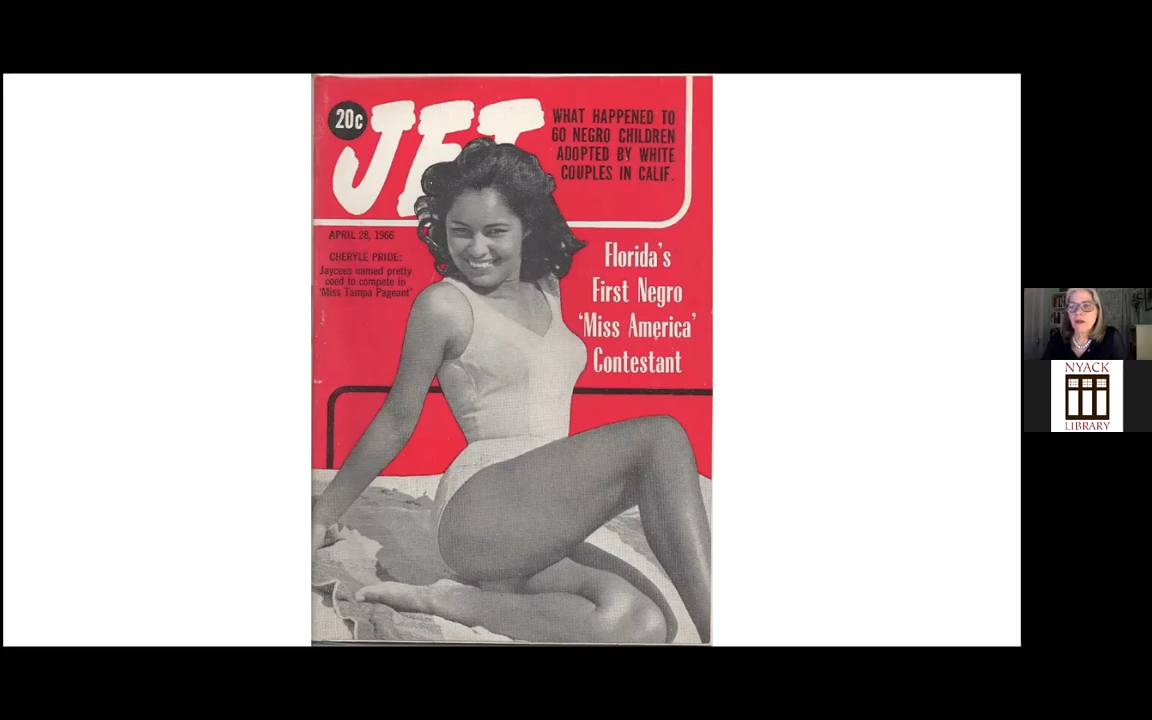 20c
JET
WHAT HAPPENED TO
60 NEGRO CHILDREN
ADOPTED BY WHITE
COUPLES IN CALIF.
APRIL 28, 1966
CHERYLE PRIDE:
Jaycees named pretty
coed to compete in
'Miss Tampa Pageant'
Florida's
First Negro
'Miss America'
Contestant
NYACK
LIBRARY